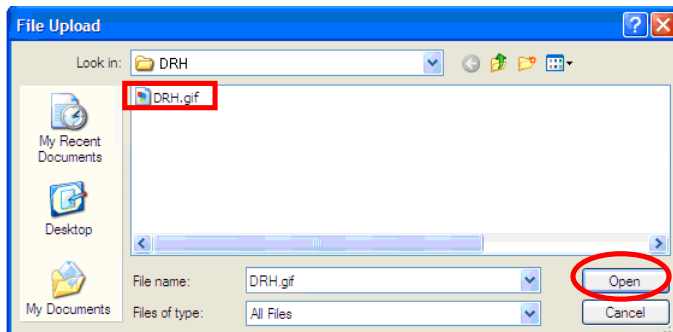 File Upload
Look in: DRH
DRH.gif
My Recent
Documents
Desktop
My Documents
File name: DRH.gif Open
Files of type: All Files Cancel